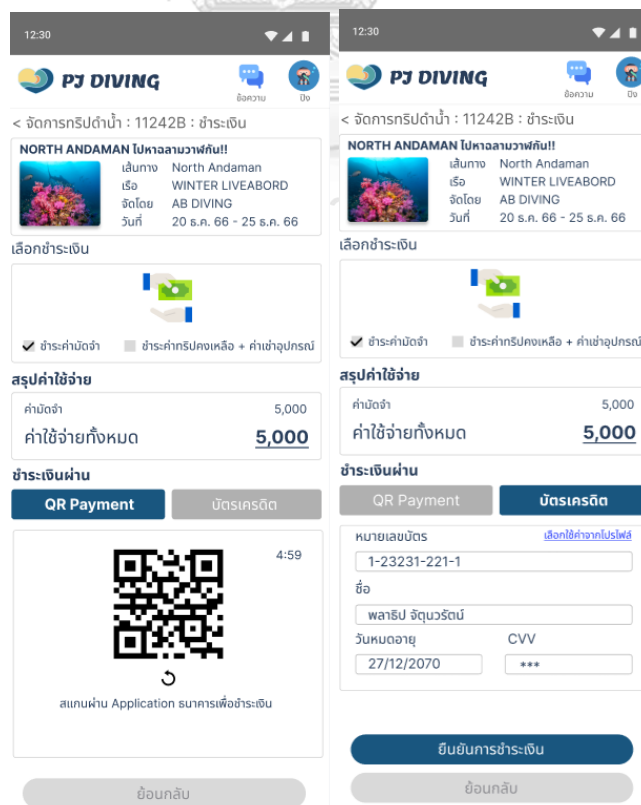 12:30
PJ DIVING
ข้อความ
ปิง
< จัดการทริปดำน้ำ : 11242B : ชำระเงิน
NORTH ANDAMAN ไปหาฉลามวาฬกัน!!
เส้นทาง North Andaman
เรือ WINTER LIVEABORD
จัดโดย AB DIVING
วันที่ 20 ธ.ค. 66 - 25 ธ.ค. 66
เลือกชำระเงิน
ชำระค่ามัดจำ ชำระค่าทริปคงเหลือ + ค่าเช่าอุปกรณ์
สรุปค่าใช้จ่าย
ค่ามัดจำ 5,000
ค่าใช้จ่ายทั้งหมด 5,000
ชำระเงินผ่าน
QR Payment บัตรเครดิต
4:59
สแกนผ่าน Application ธนาคารเพื่อชำระเงิน
ย้อนกลับ
12:30
PJ DIVING
ข้อความ
ปิง
< จัดการทริปดำน้ำ : 11242B : ชำระเงิน
NORTH ANDAMAN ไปหาฉลามวาฬกัน!!
เส้นทาง North Andaman
เรือ WINTER LIVEABORD
จัดโดย AB DIVING
วันที่ 20 ธ.ค. 66 - 25 ธ.ค. 66
เลือกชำระเงิน
ชำระค่ามัดจำ ชำระค่าทริปคงเหลือ + ค่าเช่าอุปกรณ์
สรุปค่าใช้จ่าย
ค่ามัดจำ 5,000
ค่าใช้จ่ายทั้งหมด 5,000
ชำระเงินผ่าน
QR Payment บัตรเครดิต
หมายเลขบัตร เลือกใช้ค่าจากโปรไฟล์
1-23231-221-1
ชื่อ
พลาธิป จัตุนวรัตน์
วันหมดอายุ CVV
27/12/2070 ***
ยืนยันการชำระเงิน
ย้อนกลับ